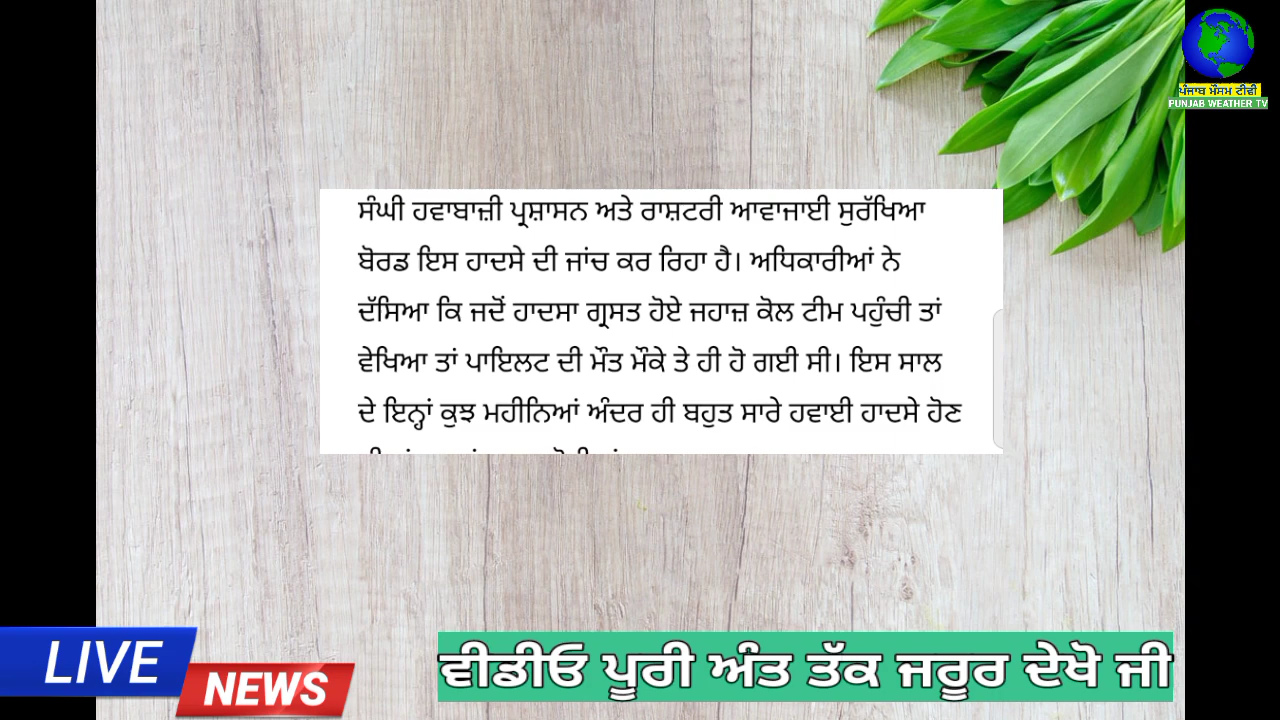 ਪੰਜਾਬ ਮੌਸਮ ਟੀਵੀ
PUNJAB WEATHER TV
ਸੰਘੀ ਹਵਾਬਾਜ਼ੀ ਪ੍ਰਸ਼ਾਸਨ ਅਤੇ ਰਾਸ਼ਟਰੀ ਆਵਾਜਾਈ ਸੁਰੱਖਿਆ
ਬੋਰਡ ਇਸ ਹਾਦਸੇ ਦੀ ਜਾਂਚ ਕਰ ਰਿਹਾ ਹੈ। ਅਧਿਕਾਰੀਆਂ ਨੇ
ਦੱਸਿਆ ਕਿ ਜਦੋਂ ਹਾਦਸਾ ਗ੍ਰਸਤ ਹੋਏ ਜਹਾਜ਼ ਕੋਲ ਟੀਮ ਪਹੁੰਚੀ ਤਾਂ
ਵੇਖਿਆ ਤਾਂ ਪਾਇਲਟ ਦੀ ਮੌਤ ਮੌਕੇ ਤੇ ਹੀ ਹੋ ਗਈ ਸੀ। ਇਸ ਸਾਲ
ਦੇ ਇਨ੍ਹਾਂ ਕੁਝ ਮਹੀਨਿਆਂ ਅੰਦਰ ਹੀ ਬਹੁਤ ਸਾਰੇ ਹਵਾਈ ਹਾਦਸੇ ਹੋਣ
LIVE
NEWS
ਵੀਡੀਓ ਪੂਰੀ ਅੰਤ ਤੱਕ ਜਰੂਰ ਦੇਖੋ ਜੀ